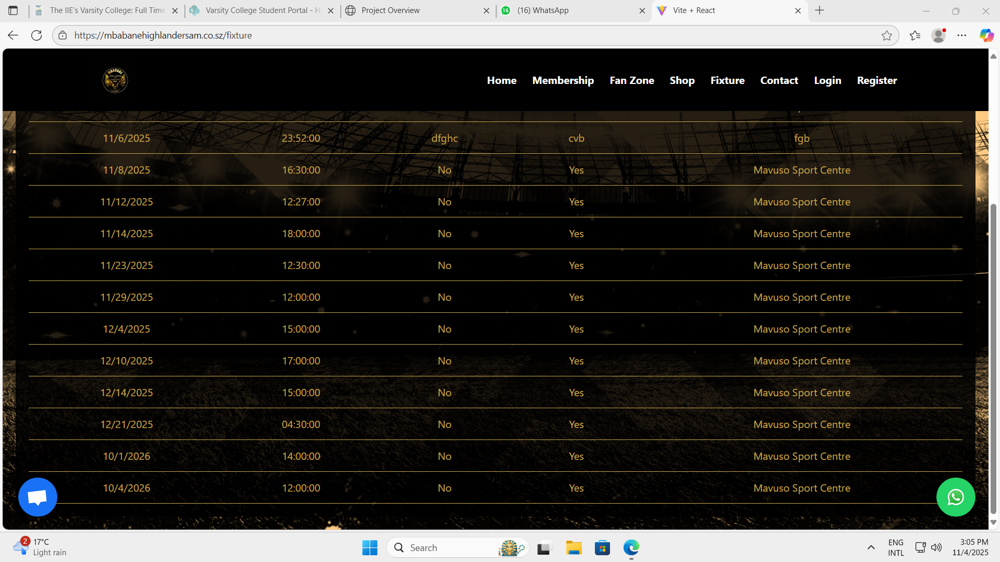 The IIE's Varsity College: Full Time
Varsity College Student Portal - H
Project Overview
16
(16) WhatsApp
Vite + React
https://mbabanehighlandersam.co.sz/fixture
MBABANE
Home
Membership
Fan Zone
Shop
Fixture
Contact
Login
Register
11/6/2025 23:52:00 dfghc cvb fgb
11/8/2025 16:30:00 No Yes Mavuso Sport Centre
11/12/2025 12:27:00 No Yes Mavuso Sport Centre
11/14/2025 18:00:00 No Yes Mavuso Sport Centre
11/23/2025 12:30:00 No Yes Mavuso Sport Centre
11/29/2025 12:00:00 No Yes Mavuso Sport Centre
12/4/2025 15:00:00 No Yes Mavuso Sport Centre
12/10/2025 17:00:00 No Yes Mavuso Sport Centre
12/14/2025 15:00:00 No Yes Mavuso Sport Centre
12/21/2025 04:30:00 No Yes Mavuso Sport Centre
10/1/2026 14:00:00 No Yes Mavuso Sport Centre
10/4/2026 12:00:00 No Yes Mavuso Sport Centre
2
17°C
Light rain
Search
ENG
INTL
3:05 PM
11/4/2025